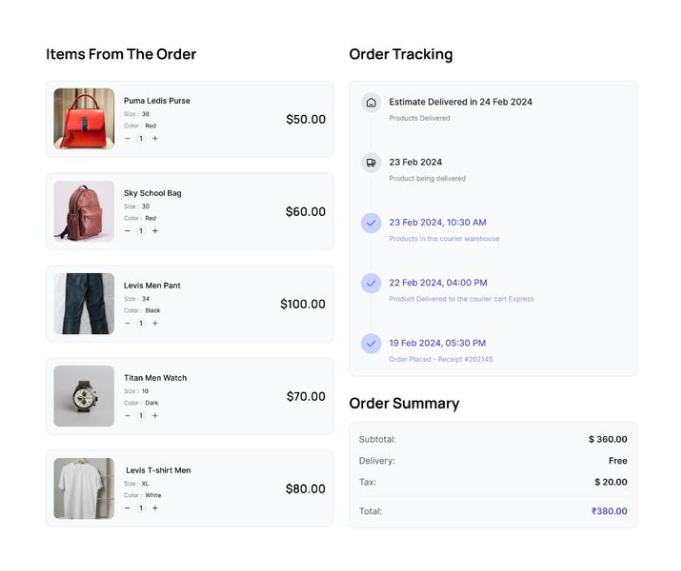 Items From The Order
Puma Ledis Purse
Size : 38
Color : Red
− 1 +
$50.00
Sky School Bag
Size : 30
Color : Red
− 1 +
$60.00
Levis Men Pant
Size : 34
Color : Black
− 1 +
$100.00
Titan Men Watch
Size : 10
Color : Dark
− 1 +
$70.00
Levis T-shirt Men
Size : XL
Color : White
− 1 +
$80.00
Order Tracking
Estimate Delivered in 24 Feb 2024
Products Delivered
23 Feb 2024
Product being delivered
23 Feb 2024, 10:30 AM
Products in the courier warehouse
22 Feb 2024, 04:00 PM
Product Delivered to the courier cart Express
19 Feb 2024, 05:30 PM
Order Placed - Receipt #202145
Order Summary
Subtotal: $ 360.00
Delivery: Free
Tax: $ 20.00
Total: ₹380.00